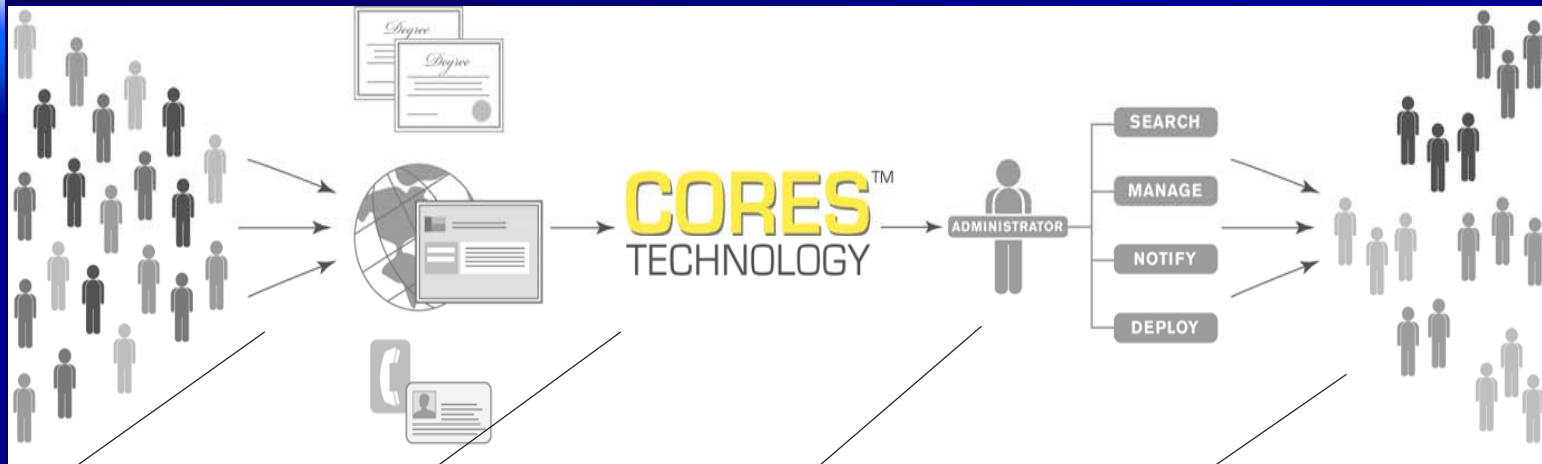 Degree
Degree
CORES™
TECHNOLOGY
ADMINISTRATOR
SEARCH
MANAGE
NOTIFY
DEPLOY